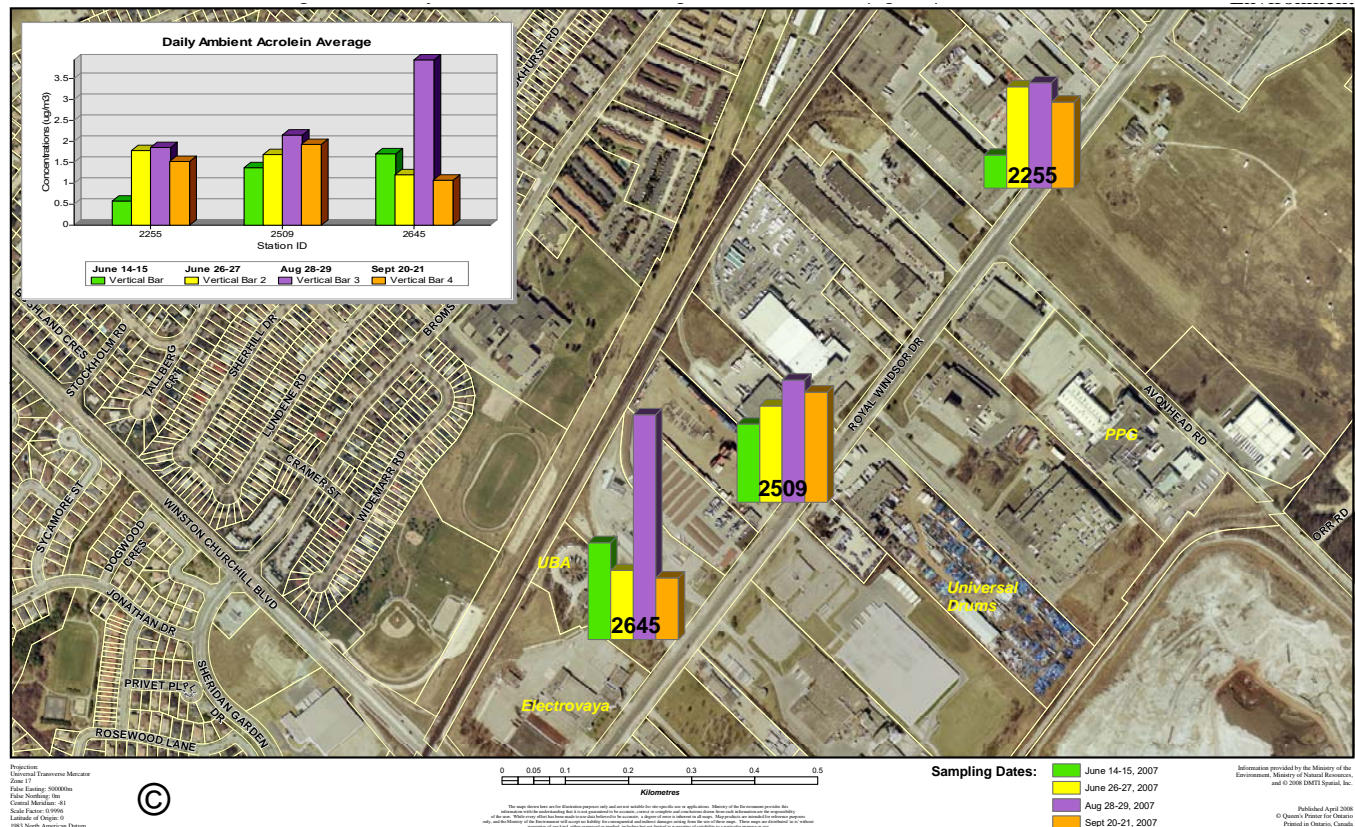 Daily Ambient Acrolein Average
Concentrations (ug/m3)
3.5
3
2.5
2
1.5
1
0.5
0
2255 2509 2645
Station ID
June 14-15 June 26-27 Aug 28-29 Sept 20-21
Vertical Bar Vertical Bar 2 Vertical Bar 3 Vertical Bar 4
KHURST RD
2255
STOCKHOLM RD
TALLBERG CRT
SHERHILL DR
LUNDENE RD
BROMS
CRAMER ST
WIDEMARR RD
SYCAMORE ST
DOGWOOD CRES
WINSTON CHURCHILL BLVD
JONATHAN DR
PRIVET PL
SHERIDAN GARDEN DR
ROSEWOOD LANE
ROYAL WINDSOR DR
AVONHEAD RD
PPG
ORR RD
2509
UBA
Universal
Drums
2645
Electrovaya
Projection:
Universal Transverse Mercator
Zone 17
False Easting: 500000m
False Northing: 0m
Central Meridian: -81
Scale Factor: 0.9996
Latitude of Origin: 0
1983 North American Datum
©
0 0.05 0.1 0.2 0.3 0.4 0.5
Kilometres
Sampling Dates:
June 14-15, 2007
June 26-27, 2007
Aug 28-29, 2007
Sept 20-21, 2007
Information provided by the Ministry of the
Environment, Ministry of Natural Resources,
and © 2008 DMTI Spatial, Inc.
Published April 2008
© Queen's Printer for Ontario
Printed in Ontario, Canada